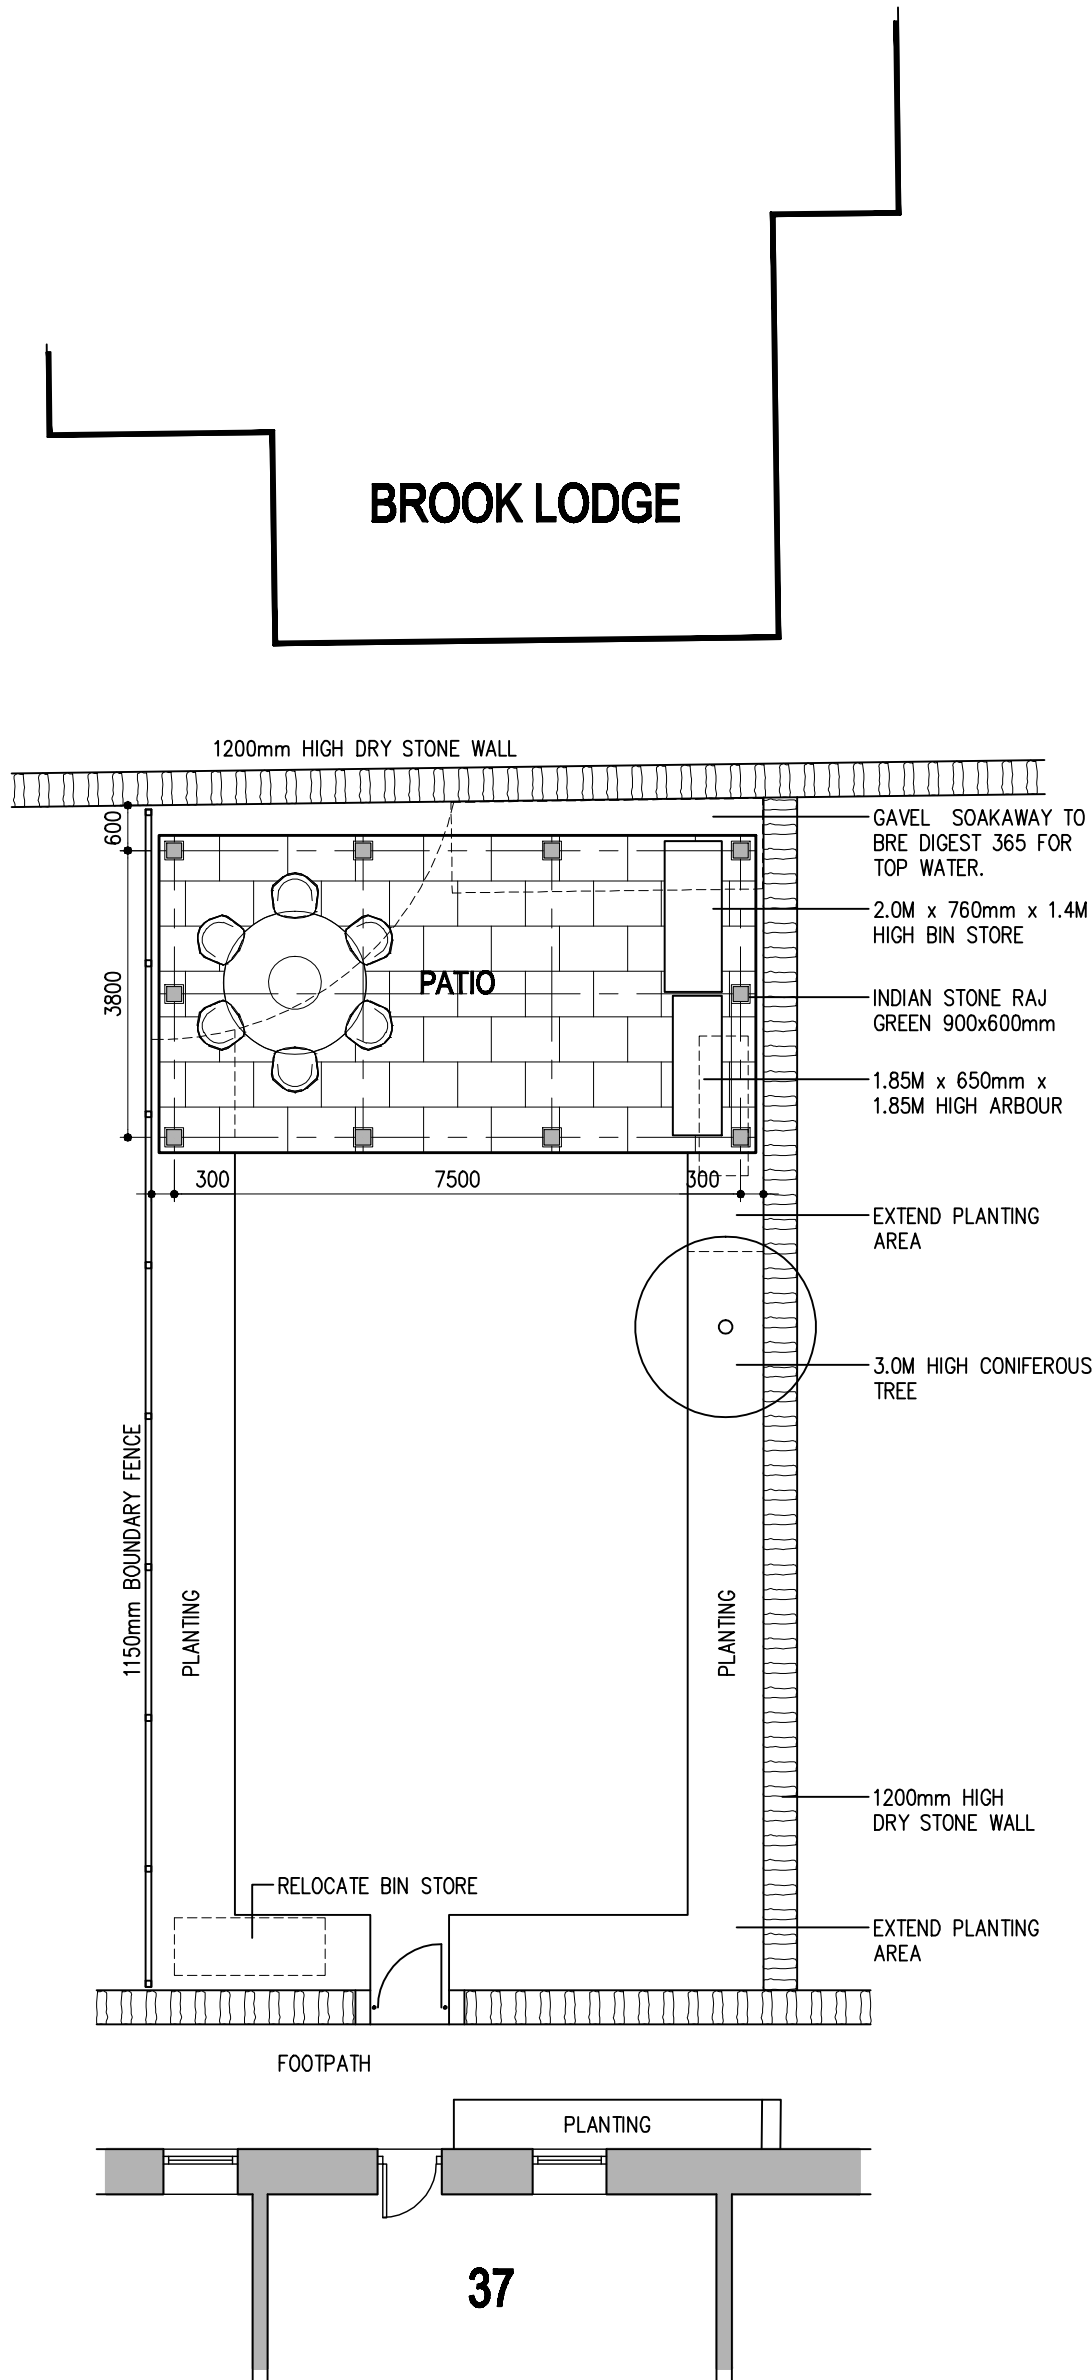 BROOK LODGE
1200mm HIGH DRY STONE WALL
600
GAVEL SOAKAWAY TO
BRE DIGEST 365 FOR
TOP WATER.
2.0M x 760mm x 1.4M
HIGH BIN STORE
3800
PATIO
INDIAN STONE RAJ
GREEN 900x600mm
1.85M x 650mm x
1.85M HIGH ARBOUR
300
7500
300
EXTEND PLANTING
AREA
3.0M HIGH CONIFEROUS
TREE
1150mm BOUNDARY FENCE
PLANTING
PLANTING
1200mm HIGH
DRY STONE WALL
RELOCATE BIN STORE
EXTEND PLANTING
AREA
FOOTPATH
PLANTING
37